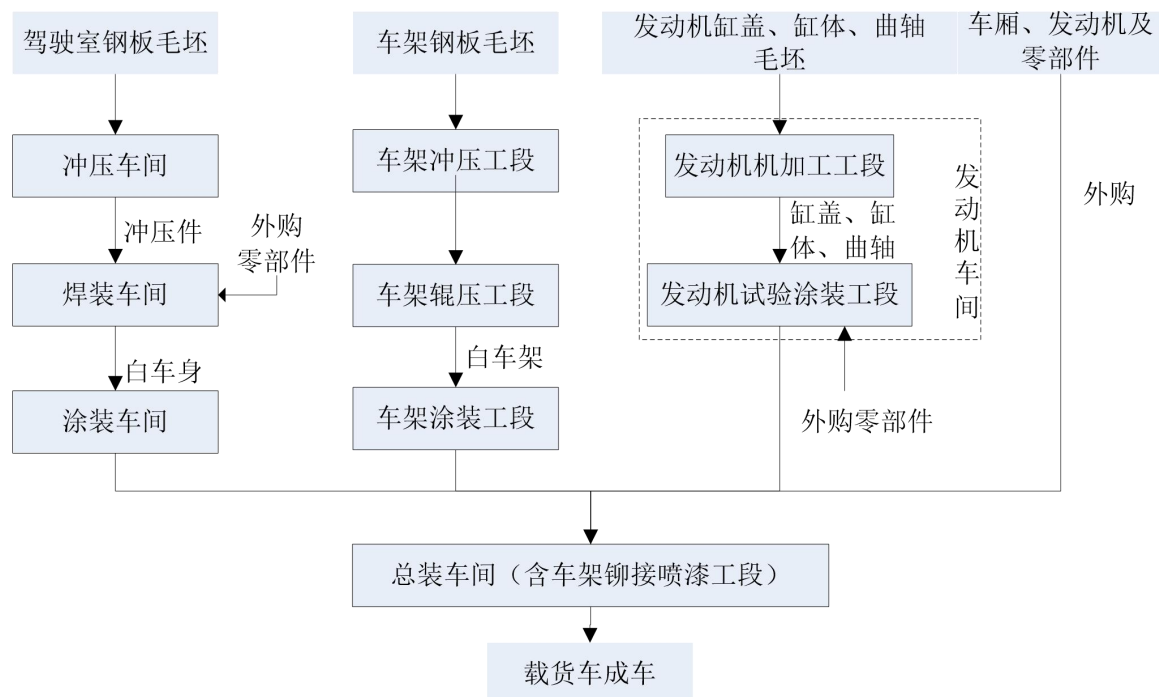 驾驶室钢板毛坯
车架钢板毛坯
发动机缸盖、缸体、曲轴
毛坯
车厢、发动机及
零部件
冲压车间
车架冲压工段
发动机机加工工段
发动机车间
外购
冲压件
外购
零部件
缸盖、缸
体、曲轴
焊装车间
车架辊压工段
发动机试验涂装工段
白车身
白车架
涂装车间
车架涂装工段
外购零部件
总装车间（含车架铆接喷漆工段）
载货车成车